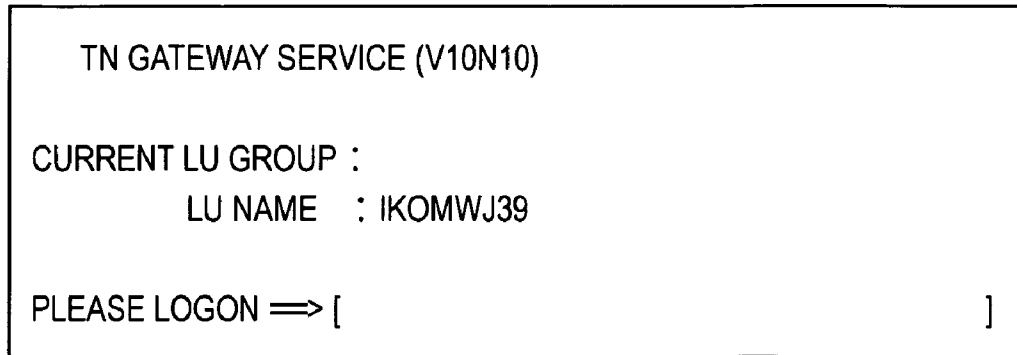 TN GATEWAY SERVICE (V10N10)
CURRENT LU GROUP :
LU NAME : IKOMWJ39
PLEASE LOGON ⟹ [ ]